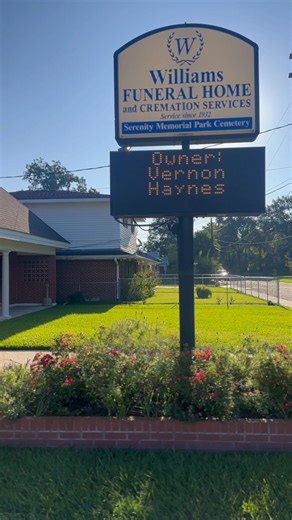 W
Williams
FUNERAL HOME
and CREMATION SERVICES
Service since 1932
Serenity Memorial Park Cemetery
Owner:
Vernon
Haynes